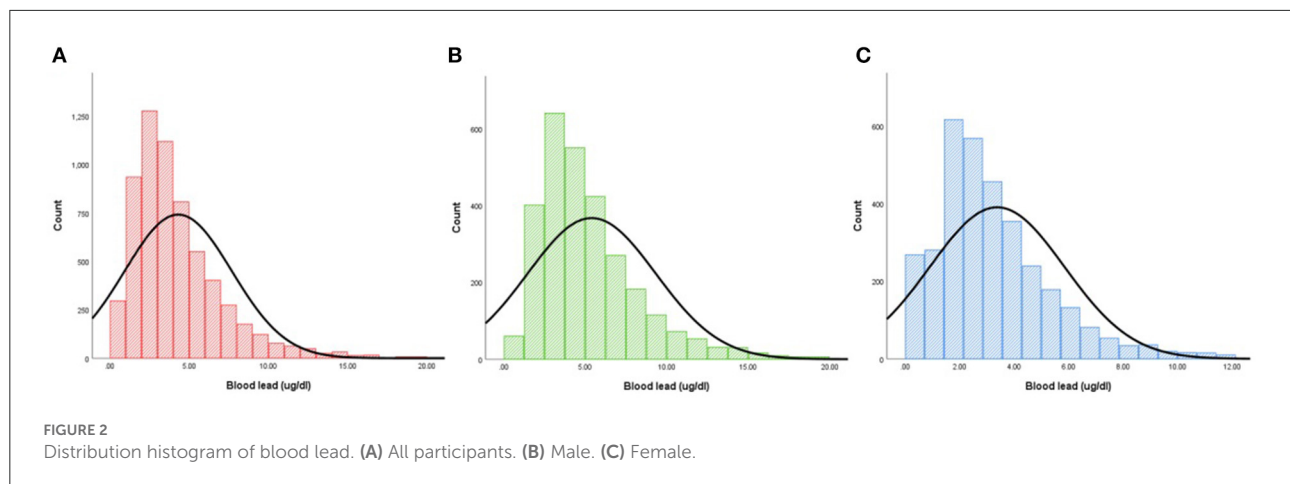 A
B
C
Count
1,250
1,000
750
500
250
0
.00
5.00
10.00
15.00
20.00
Blood lead (ug/dl)
Count
600
400
200
0
.00
5.00
10.00
15.00
20.00
Blood lead (ug/dl)
Count
600
400
200
0
.00
2.00
4.00
6.00
8.00
10.00
12.00
Blood lead (ug/dl)
FIGURE 2
Distribution histogram of blood lead. (A) All participants. (B) Male. (C) Female.